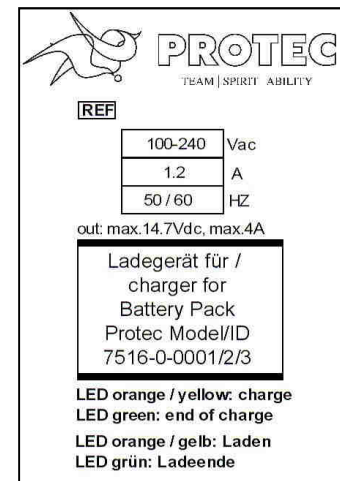 PROTEC
TEAM | SPIRIT ABILITY
REF
100-240 Vac
1.2 A
50 / 60 HZ
out: max.14.7Vdc, max.4A
Ladegerät für /
charger for
Battery Pack
Protec Model/ID
7516-0-0001/2/3
LED orange / yellow: charge
LED green: end of charge
LED orange / gelb: Laden
LED grün: Ladeende